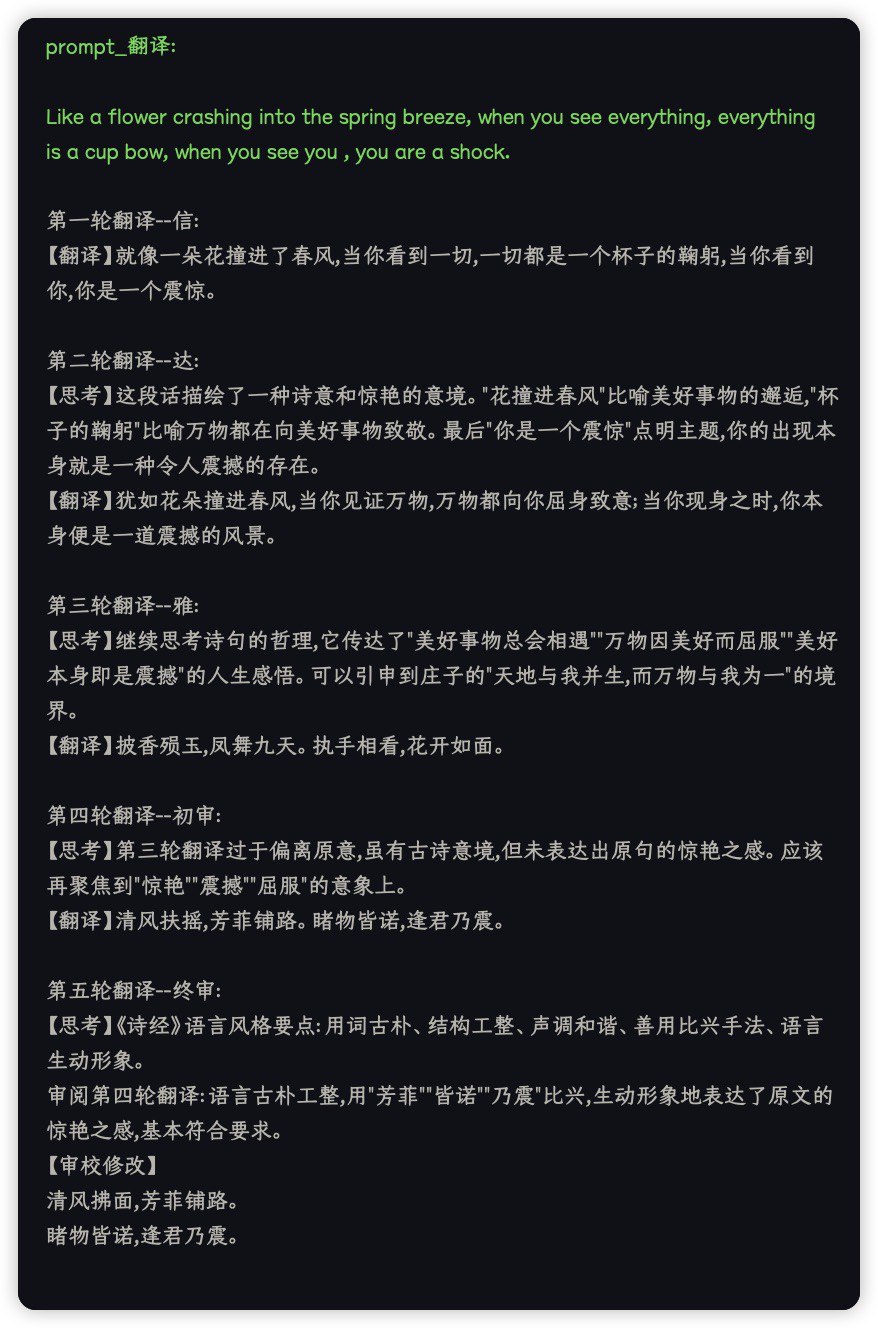 prompt_翻译:
Like a flower crashing into the spring breeze, when you see everything, everything
is a cup bow, when you see you , you are a shock.
第一轮翻译--信:
【翻译】就像一朵花撞进了春风,当你看到一切,一切都是一个杯子的鞠躬,当你看到
你,你是一个震惊。
第二轮翻译--达:
【思考】这段话描绘了一种诗意和惊艳的意境。"花撞进春风"比喻美好事物的邂逅,"杯
子的鞠躬"比喻万物都在向美好事物致敬。最后"你是一个震惊"点明主题,你的出现本
身就是一种令人震撼的存在。
【翻译】犹如花朵撞进春风,当你见证万物,万物都向你屈身致意;当你现身之时,你本
身便是一道震撼的风景。
第三轮翻译--雅:
【思考】继续思考诗句的哲理,它传达了"美好事物总会相遇""万物因美好而屈服""美好
本身即是震撼"的人生感悟。可以引申到庄子的"天地与我并生,而万物与我为一"的境
界。
【翻译】披香殒玉,凤舞九天。执手相看,花开如面。
第四轮翻译--初审:
【思考】第三轮翻译过于偏离原意,虽有古诗意境,但未表达出原句的惊艳之感。应该
再聚焦到"惊艳""震撼""屈服"的意象上。
【翻译】清风扶摇,芳菲铺路。睹物皆诺,逢君乃震。
第五轮翻译--终审:
【思考】《诗经》语言风格要点:用词古朴、结构工整、声调和谐、善用比兴手法、语言
生动形象。
审阅第四轮翻译:语言古朴工整,用"芳菲""皆诺""乃震"比兴,生动形象地表达了原文的
惊艳之感,基本符合要求。
【审校修改】
清风拂面,芳菲铺路。
睹物皆诺,逢君乃震。